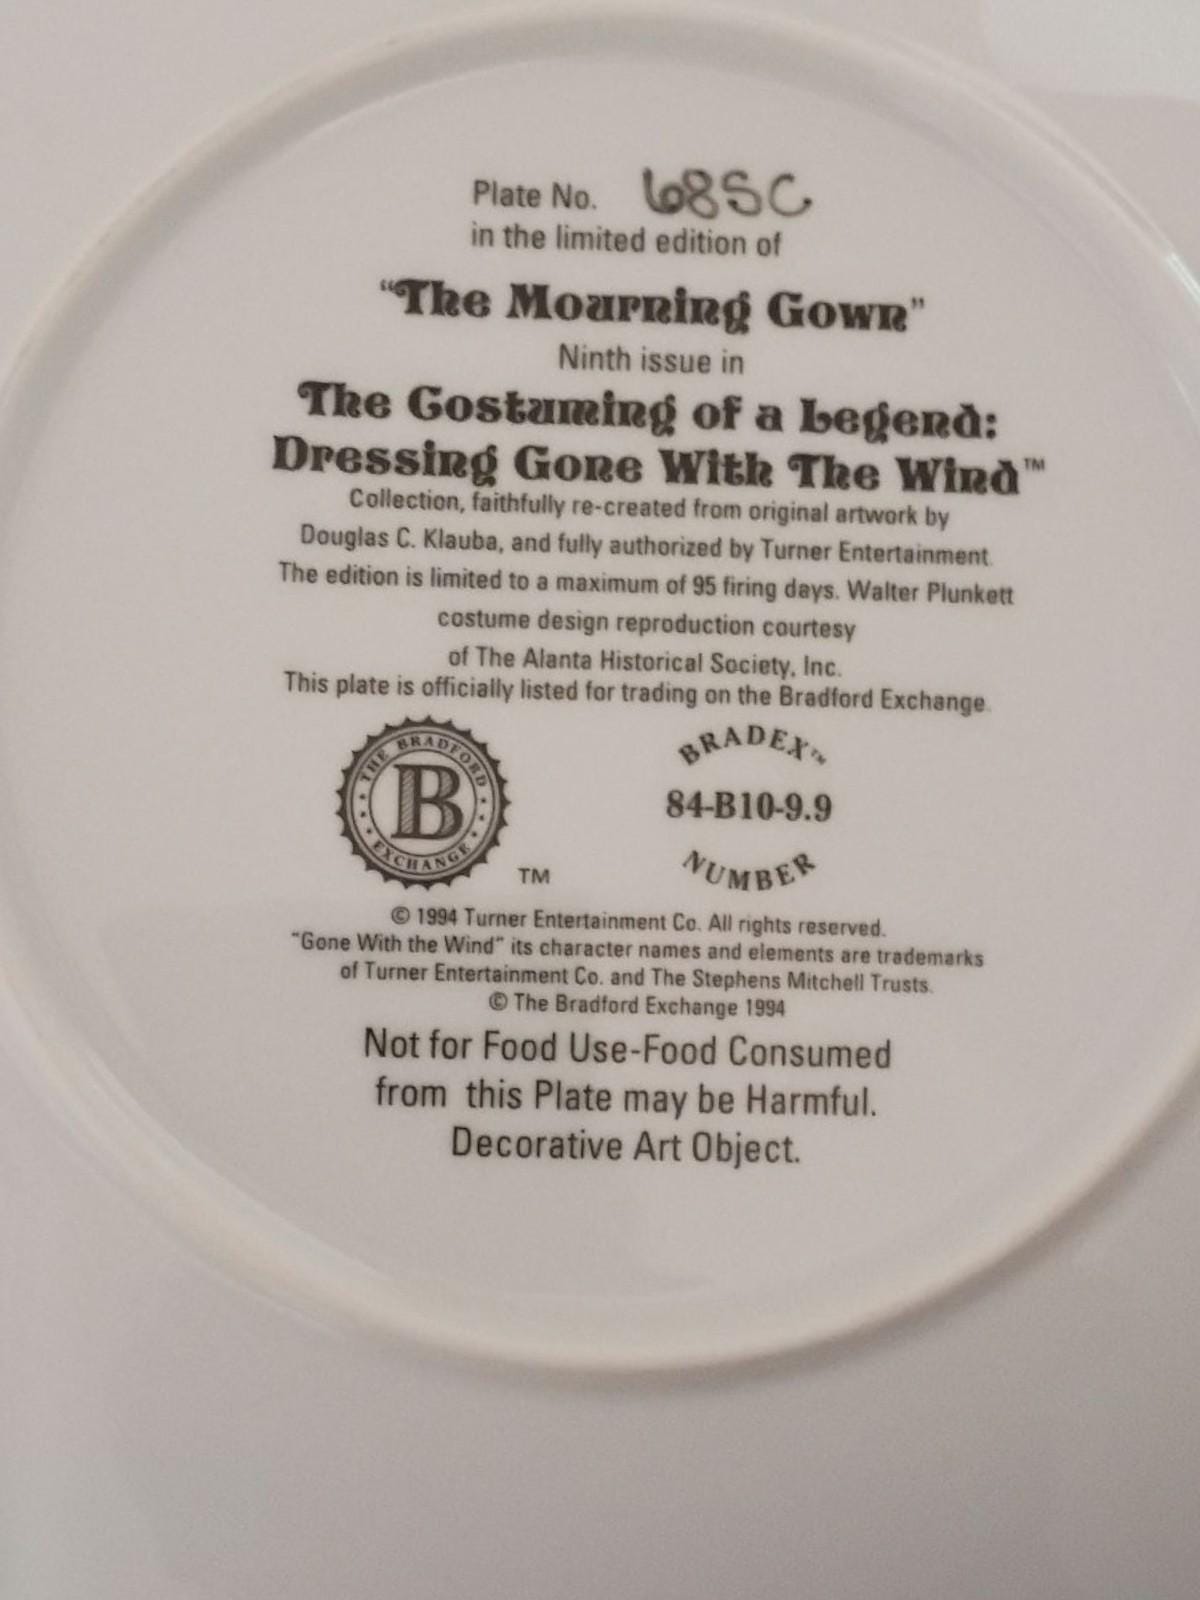 Plate No. 685C
in the limited edition of
"The Mourning Gown"
Ninth issue in
The Costuming of a Legend:
Dressing Gone With The Wind™
Collection, faithfully re-created from original artwork by
Douglas C. Klauba, and fully authorized by Turner Entertainment.
The edition is limited to a maximum of 95 firing days. Walter Plunkett
costume design reproduction courtesy
of The Alanta Historical Society, Inc.
This plate is officially listed for trading on the Bradford Exchange.
THE BRADFORD
B
EXCHANGE
TM
BRADEX™
84-B10-9.9
NUMBER
© 1994 Turner Entertainment Co. All rights reserved.
"Gone With the Wind" its character names and elements are trademarks
of Turner Entertainment Co. and The Stephens Mitchell Trusts.
© The Bradford Exchange 1994
Not for Food Use-Food Consumed
from this Plate may be Harmful.
Decorative Art Object.